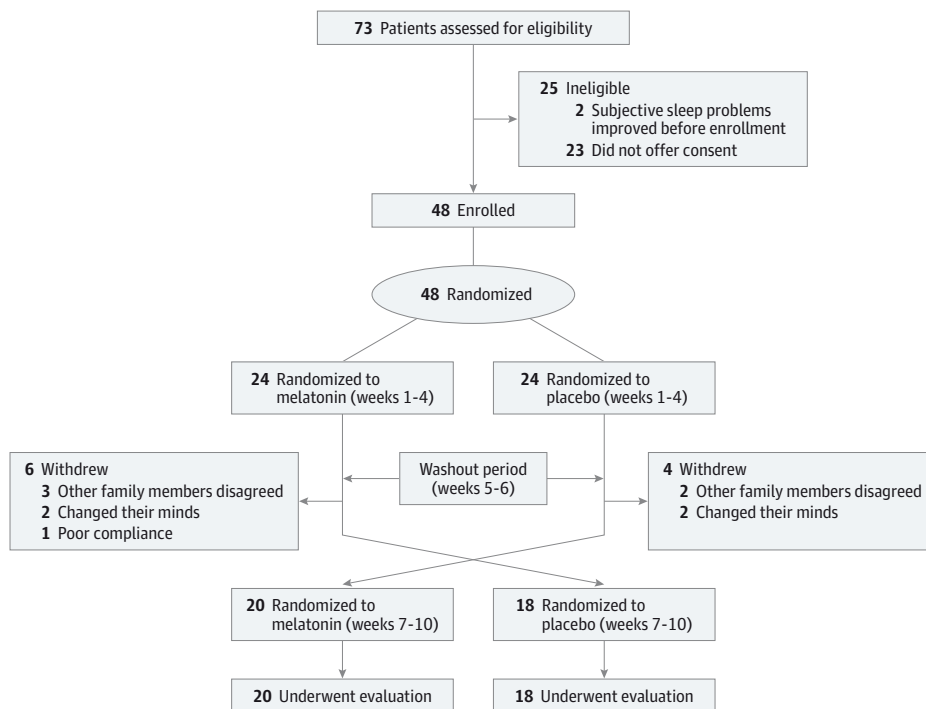 73 Patients assessed for eligibility
25 Ineligible
2 Subjective sleep problems
improved before enrollment
23 Did not offer consent
48 Enrolled
48 Randomized
24 Randomized to
melatonin (weeks 1-4)
24 Randomized to
placebo (weeks 1-4)
6 Withdrew
3 Other family members disagreed
2 Changed their minds
1 Poor compliance
Washout period
(weeks 5-6)
4 Withdrew
2 Other family members disagreed
2 Changed their minds
20 Randomized to
melatonin (weeks 7-10)
18 Randomized to
placebo (weeks 7-10)
20 Underwent evaluation
18 Underwent evaluation